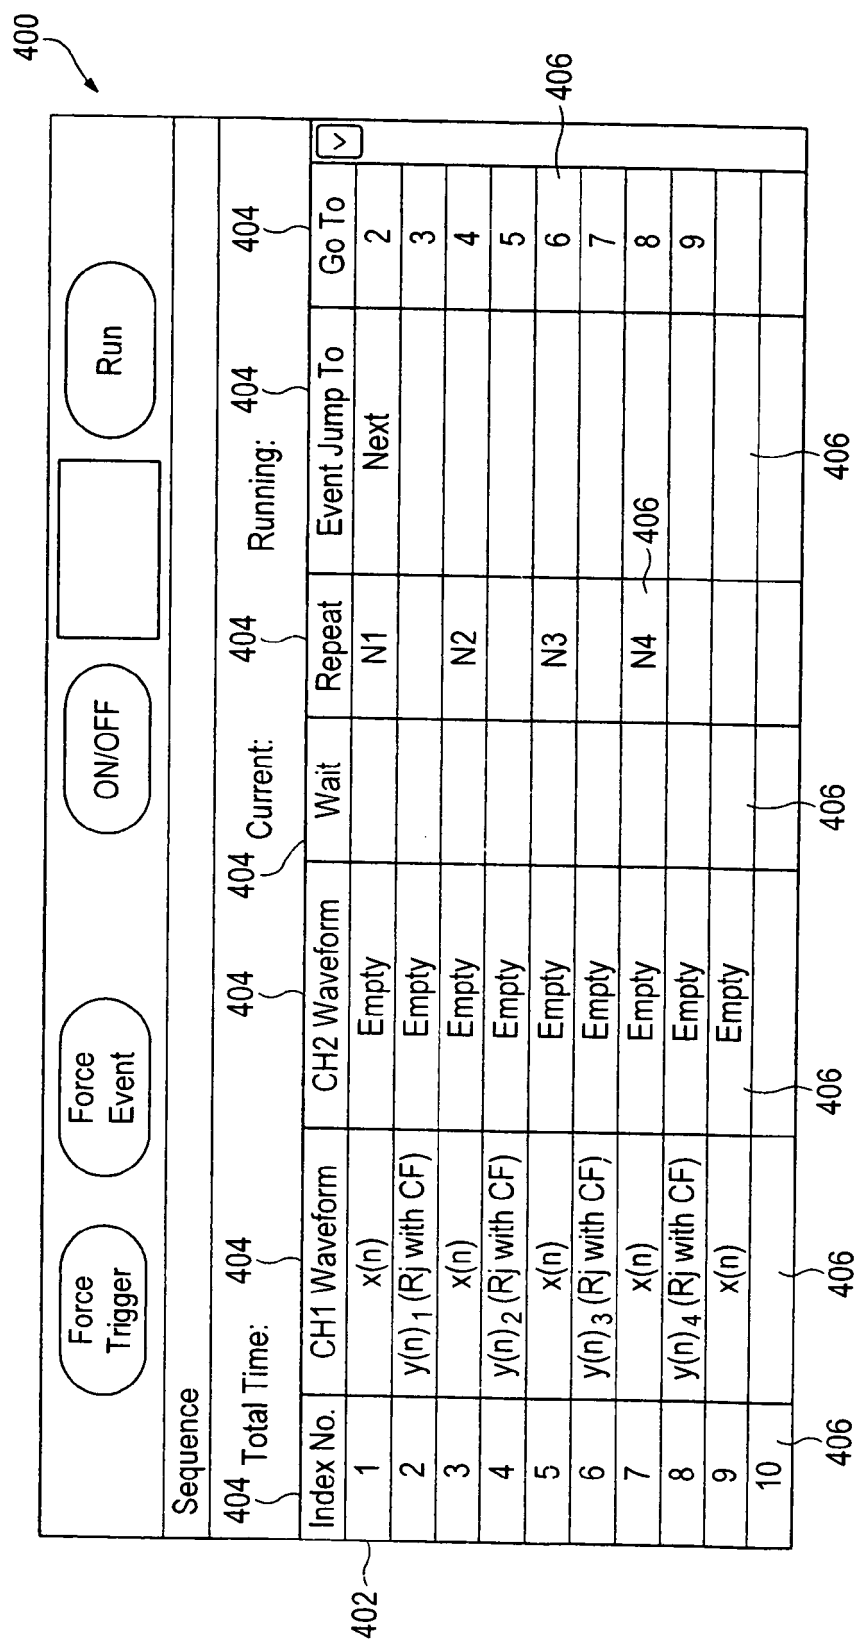 400
Force Trigger
Force Event
ON/OFF
Run
Sequence
Total Time: Current: Running:
404 404 404 404 404 404 404
402
Index No. CH1 Waveform CH2 Waveform Wait Repeat Event Jump To Go To
1 x(n) Empty N1 Next 2
2 y(n)1 (Rj with CF) Empty 3
3 x(n) Empty N2 4
4 y(n)2 (Rj with CF) Empty 5
5 x(n) Empty N3 6
6 y(n)3 (Rj with CF) Empty 7
7 x(n) Empty N4 8
8 y(n)4 (Rj with CF) Empty 9
9 x(n) Empty
10
406 406 406 406 406 406 406